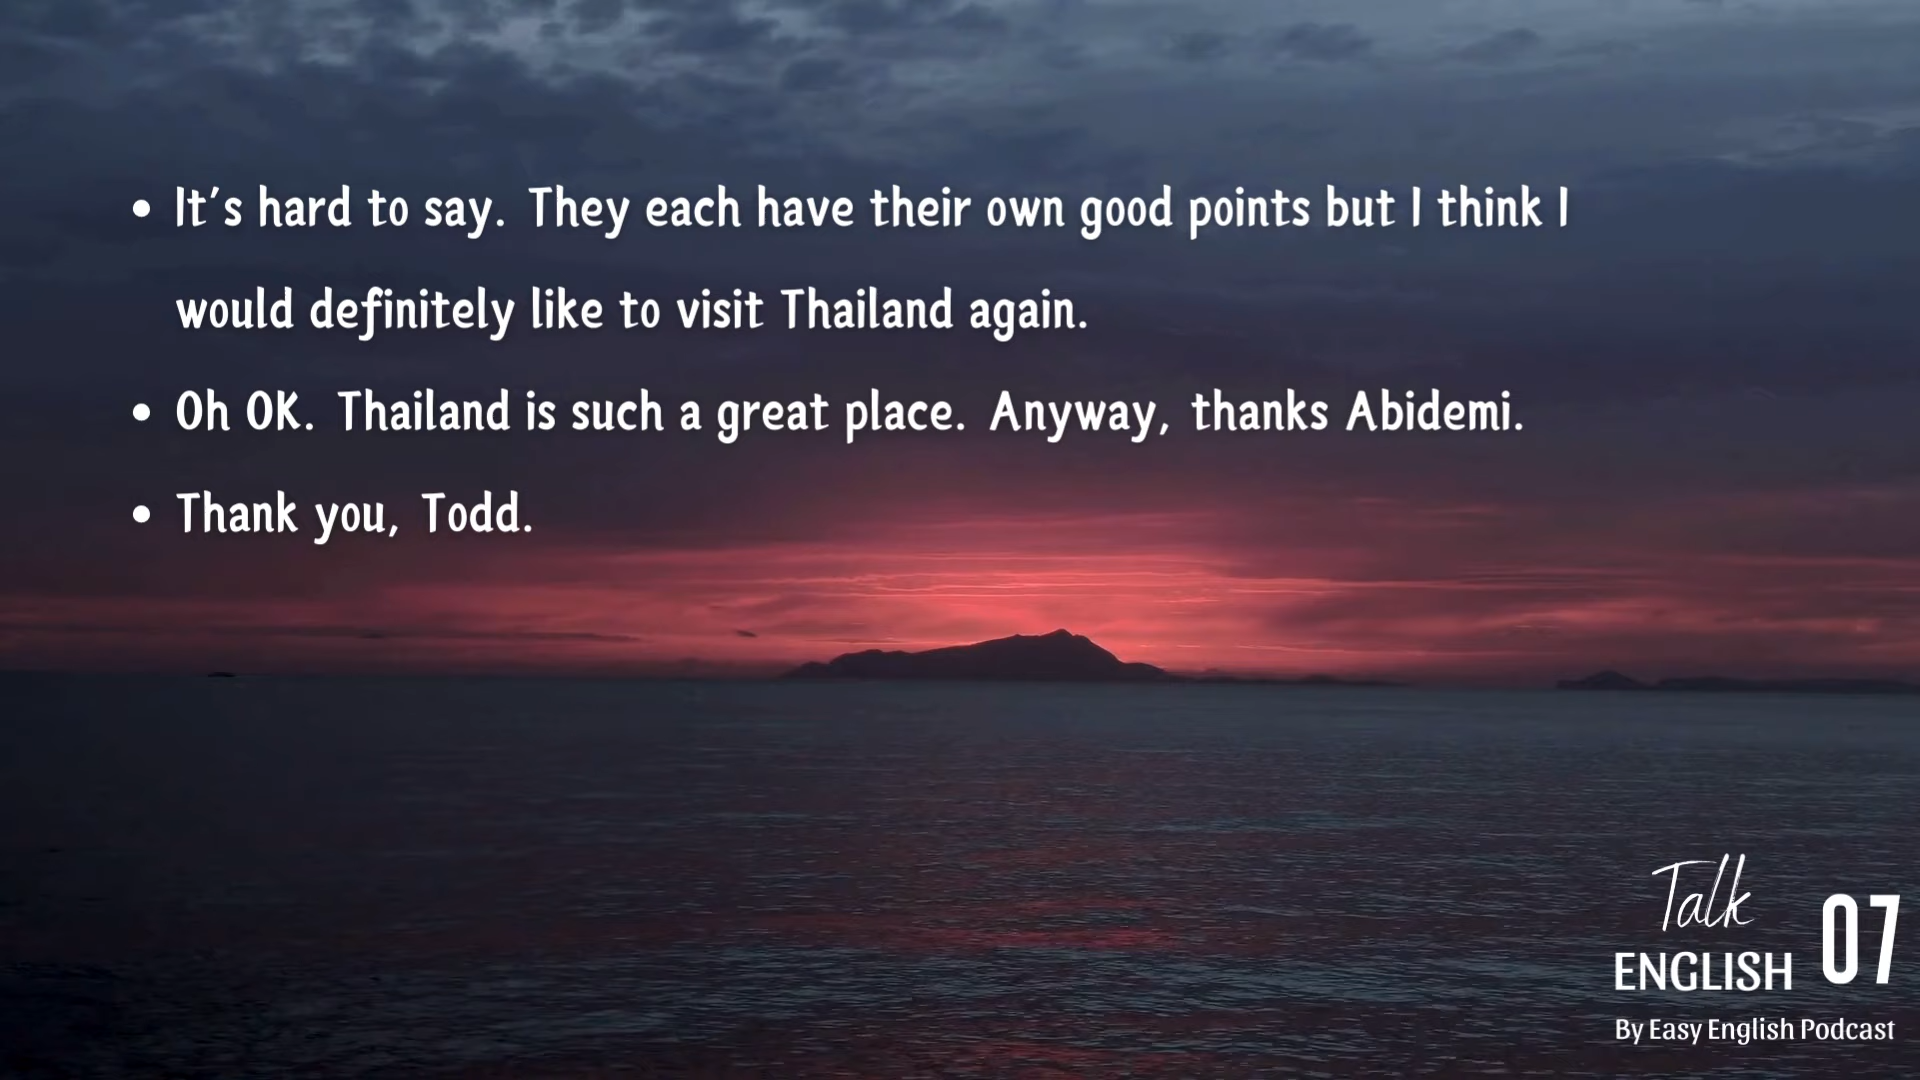 • It's hard to say. They each have their own good points but I think I
would definitely like to visit Thailand again.
• Oh OK. Thailand is such a great place. Anyway, thanks Abidemi.
• Thank you, Todd.
Talk
ENGLISH 07
By Easy English Podcast